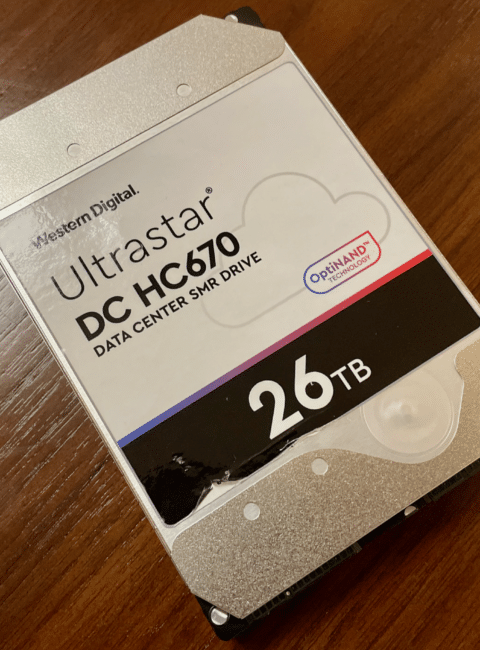 Western Digital.
Ultrastar®
DC HC670
DATA CENTER SMR DRIVE
OptiNAND™
TECHNOLOGY
26TB